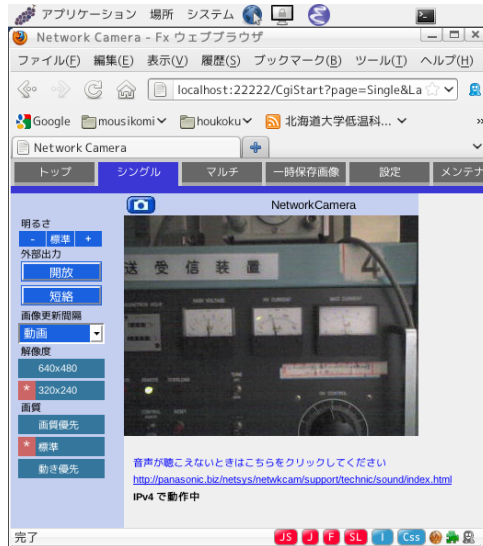 アプリケーション 場所 システム
Network Camera - Fx ウェブブラウザ
ファイル(F) 編集(E) 表示(V) 履歴(S) ブックマーク(B) ツール(T) ヘルプ(H)
localhost:22222/CgiStart?page=Single&La
Google mousikomi houkoku 北海道大学低温科... »
Network Camera
トップ シングル マルチ 一時保存画像 設定 メンテナ
NetworkCamera
明るさ
- 標準 +
外部出力
開放
短絡
画像更新間隔
動画
解像度
640x480
* 320x240
画質
画質優先
* 標準
動き優先
送受信装置 4
音声が聴こえないときはこちらをクリックしてください
http://panasonic.biz/netsys/netwkcam/support/technic/sound/index.html
IPv4 で動作中
完了 JS J F SL I Css